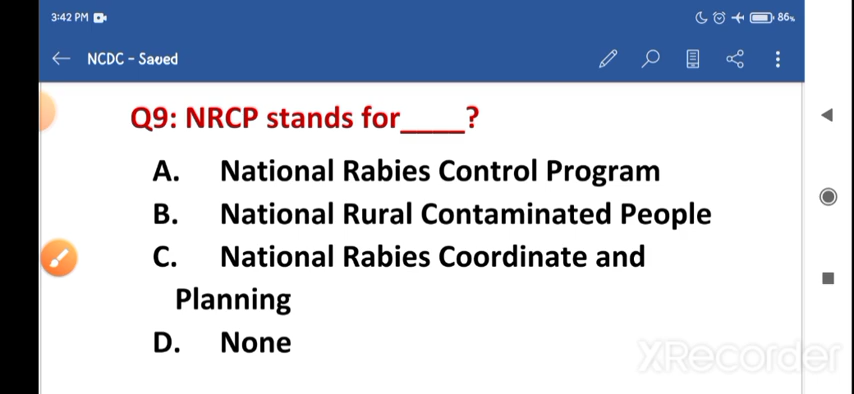 3:42 PM
86%
NCDC - Saved
Q9: NRCP stands for____?
A. National Rabies Control Program
B. National Rural Contaminated People
C. National Rabies Coordinate and
Planning
D. None
XRecorder